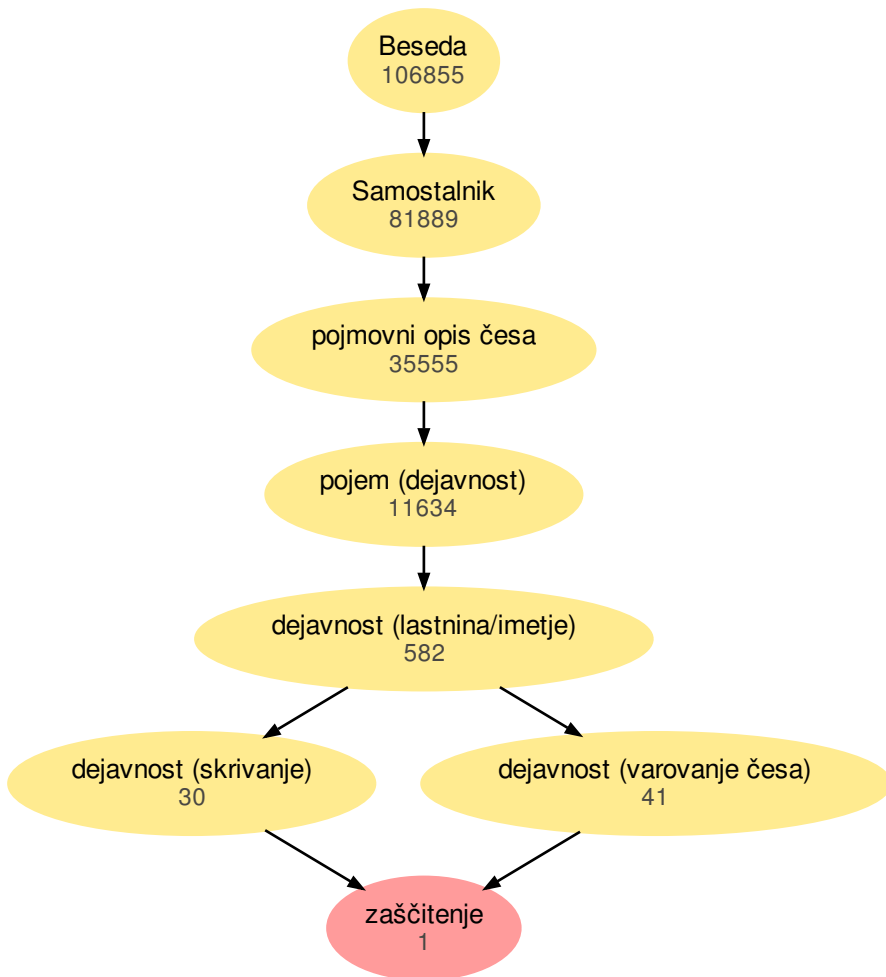 Beseda
106855
Samostalnik
81889
pojmovni opis česa
35555
pojem (dejavnost)
11634
dejavnost (lastnina/imetje)
582
dejavnost (skrivanje)
30
dejavnost (varovanje česa)
41
zaščitenje
1